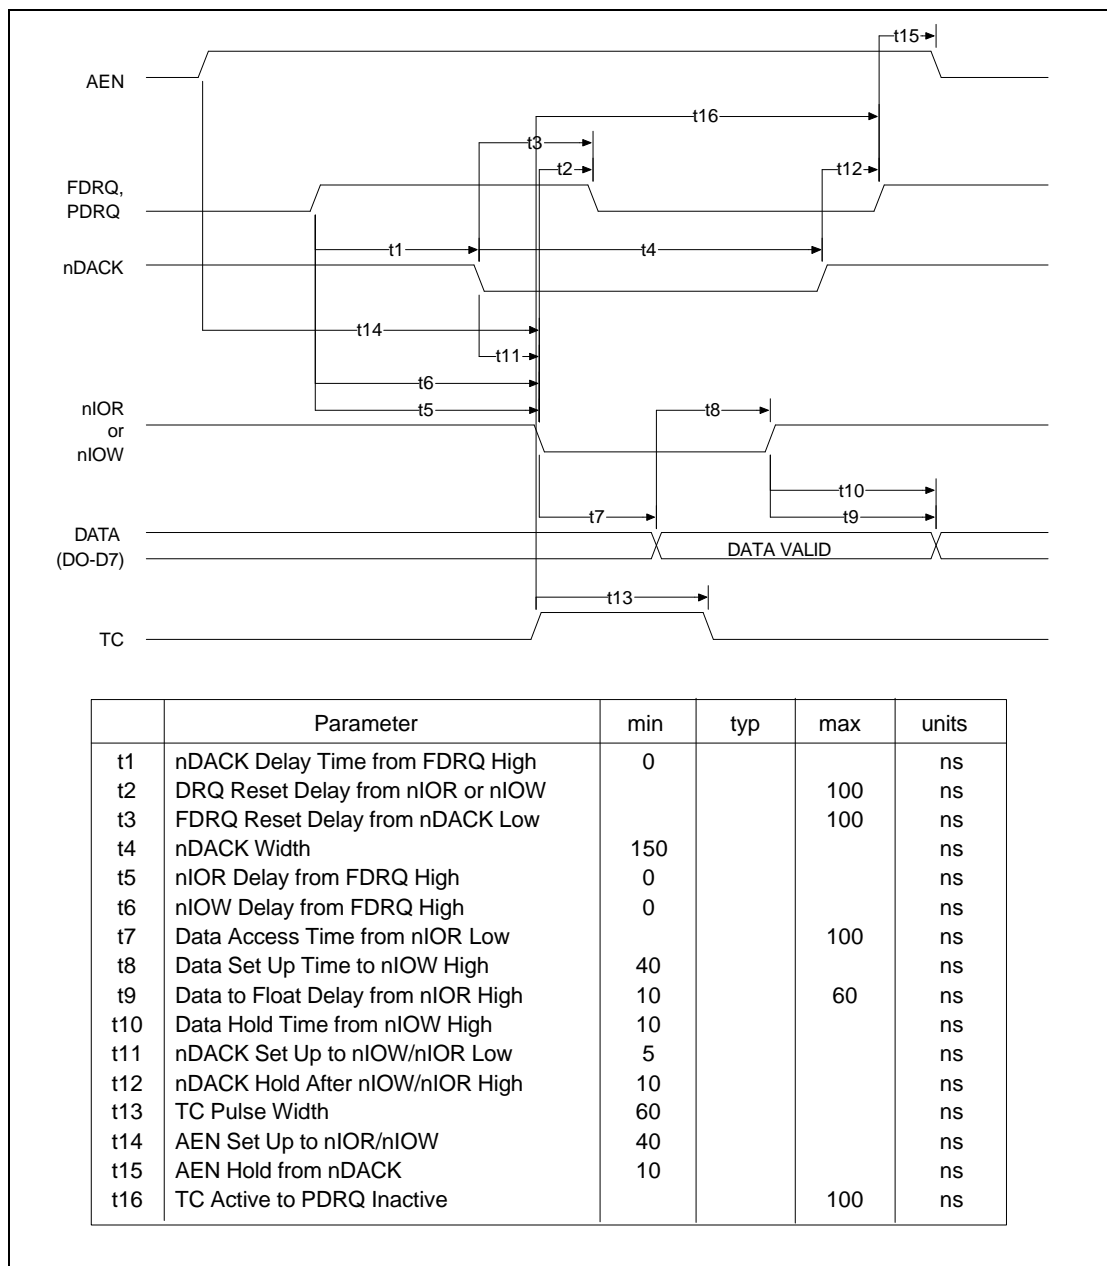 t15
AEN
t16
t3
t2
t12
FDRQ,
PDRQ
t1
t4
nDACK
t14
t11
t6
nIOR
or
nIOW
t5
t8
t10
t7
t9
DATA
(DO-D7)
DATA VALID
t13
TC
Parameter min typ max units
t1 nDACK Delay Time from FDRQ High 0 ns
t2 DRQ Reset Delay from nIOR or nIOW 100 ns
t3 FDRQ Reset Delay from nDACK Low 100 ns
t4 nDACK Width 150 ns
t5 nIOR Delay from FDRQ High 0 ns
t6 nIOW Delay from FDRQ High 0 ns
t7 Data Access Time from nIOR Low 100 ns
t8 Data Set Up Time to nIOW High 40 ns
t9 Data to Float Delay from nIOR High 10 60 ns
t10 Data Hold Time from nIOW High 10 ns
t11 nDACK Set Up to nIOW/nIOR Low 5 ns
t12 nDACK Hold After nIOW/nIOR High 10 ns
t13 TC Pulse Width 60 ns
t14 AEN Set Up to nIOR/nIOW 40 ns
t15 AEN Hold from nDACK 10 ns
t16 TC Active to PDRQ Inactive 100 ns